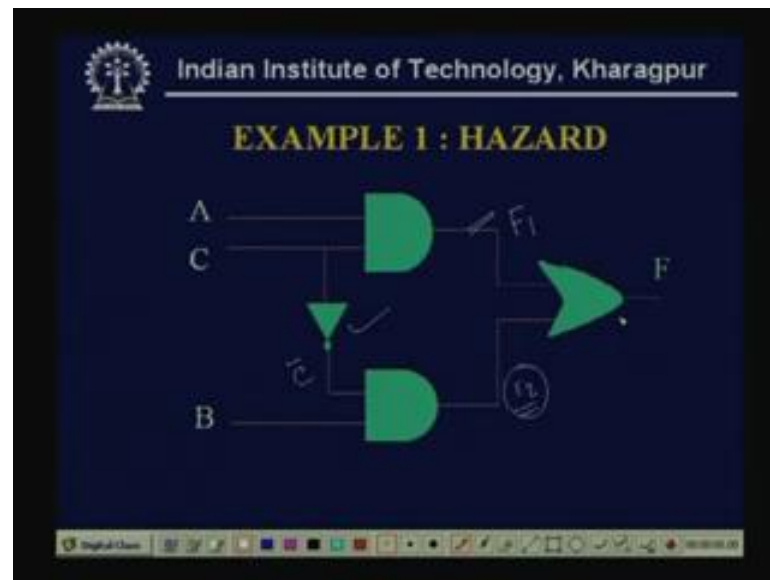 Indian Institute of Technology, Kharagpur
EXAMPLE 1 : HAZARD
A
F1
C
F
C̅
B